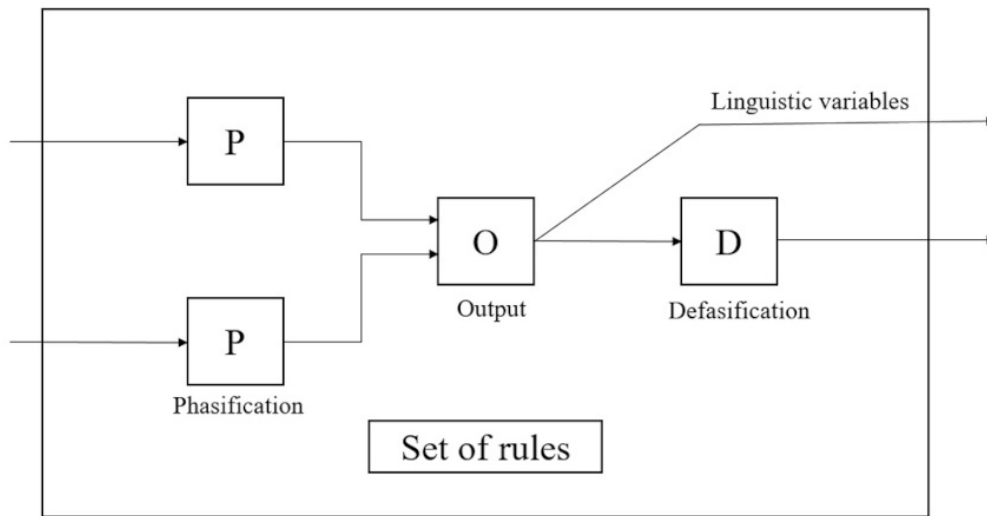 Linguistic variables
P
O
D
Output
Defasification
P
Phasification
Set of rules